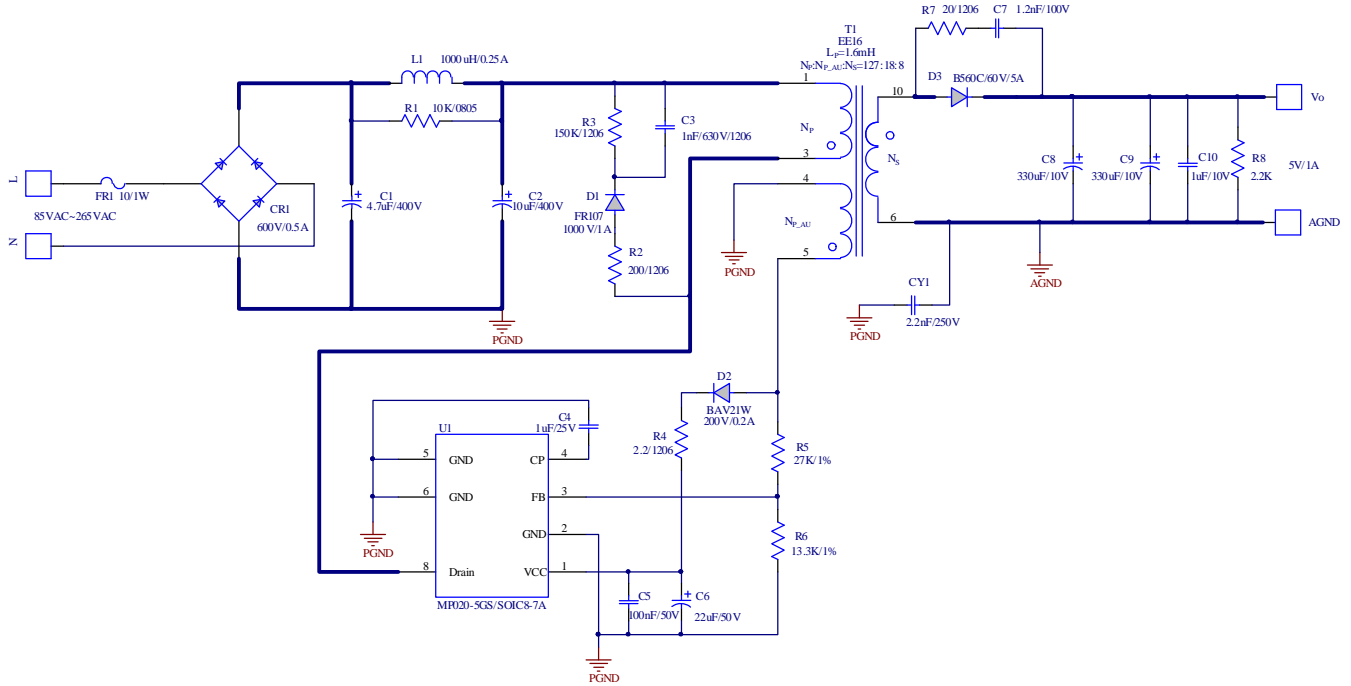 R7 20/1206 C7 1.2nF/100V
T1
EE16
LP=1.6mH
NP:NP_AU:NS=127:18:8
L1 1000uH/0.25A
R1 10K/0805
R3
150K/1206
C3
1nF/630V/1206
D3 B560C/60V/5A
1
10
Vo
NP
NS
3
4
NP_AU
5
6
L
FR1 10/1W
85VAC~265VAC
N
CR1
600V/0.5A
C1
4.7uF/400V
C2
10uF/400V
D1
FR107
1000V/1A
R2
200/1206
PGND
PGND
C8
330uF/10V
C9
330uF/10V
C10
1uF/10V
R8
2.2K
5V/1A
AGND
AGND
CY1
2.2nF/250V
PGND
D2
BAV21W
200V/0.2A
R4
2.2/1206
R5
27K/1%
R6
13.3K/1%
C4
1uF/25V
U1
5 GND CP 4
6 GND FB 3
GND 2
8 Drain VCC 1
MP020-5GS/SOIC8-7A
PGND
C5
100nF/50V
C6
22uF/50V
PGND